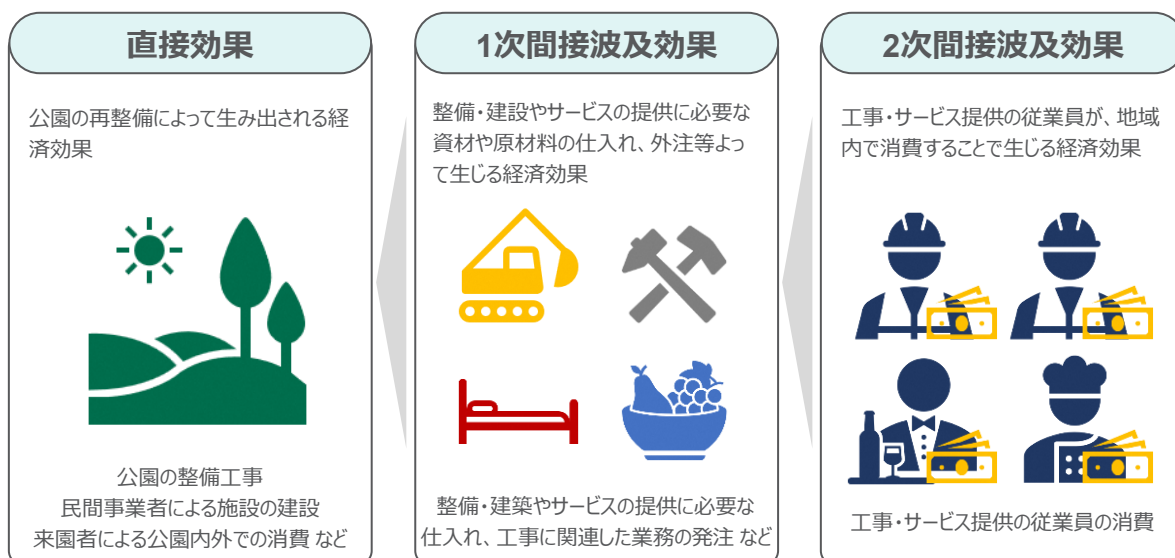 直接効果
公園の再整備によって生み出される経
済効果
公園の整備工事
民間事業者による施設の建設
来園者による公園内外での消費 など
1次間接波及効果
整備・建設やサービスの提供に必要な
資材や原材料の仕入れ、外注等よっ
て生じる経済効果
整備・建築やサービスの提供に必要な
仕入れ、工事に関連した業務の発注 など
2次間接波及効果
工事・サービス提供の従業員が、地域
内で消費することで生じる経済効果
工事・サービス提供の従業員の消費